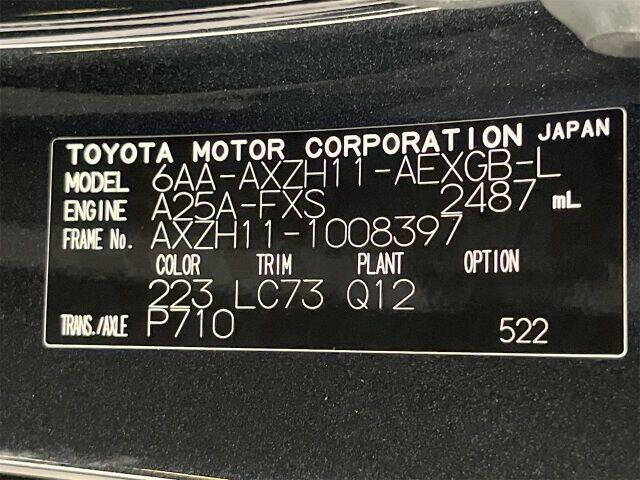 TOYOTA MOTOR CORPORATION JAPAN
MODEL 6AA-AXZH11-AEXGB-L
ENGINE A25A-FXS 2487 mL
FRAME No. AXZH11-1008397
COLOR TRIM PLANT OPTION
223 LC73 Q12
TRANS./AXLE P710 522